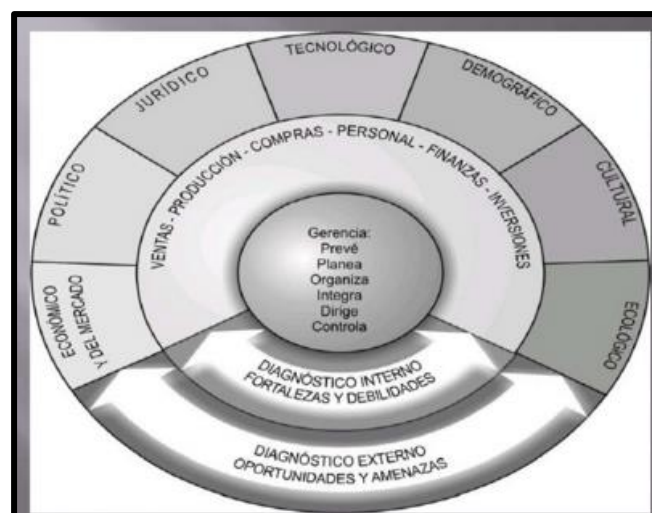 TECNOLÓGICO
JURÍDICO
DEMOGRÁFICO
POLÍTICO
CULTURAL
ECONÓMICO
Y DEL MERCADO
ECOLÓGICO
VENTAS - PRODUCCIÓN - COMPRAS - PERSONAL - FINANZAS - INVERSIONES
Gerencia:
Prevé
Planea
Organiza
Integra
Dirige
Controla
DIAGNÓSTICO INTERNO
FORTALEZAS Y DEBILIDADES
DIAGNÓSTICO EXTERNO
OPORTUNIDADES Y AMENAZAS